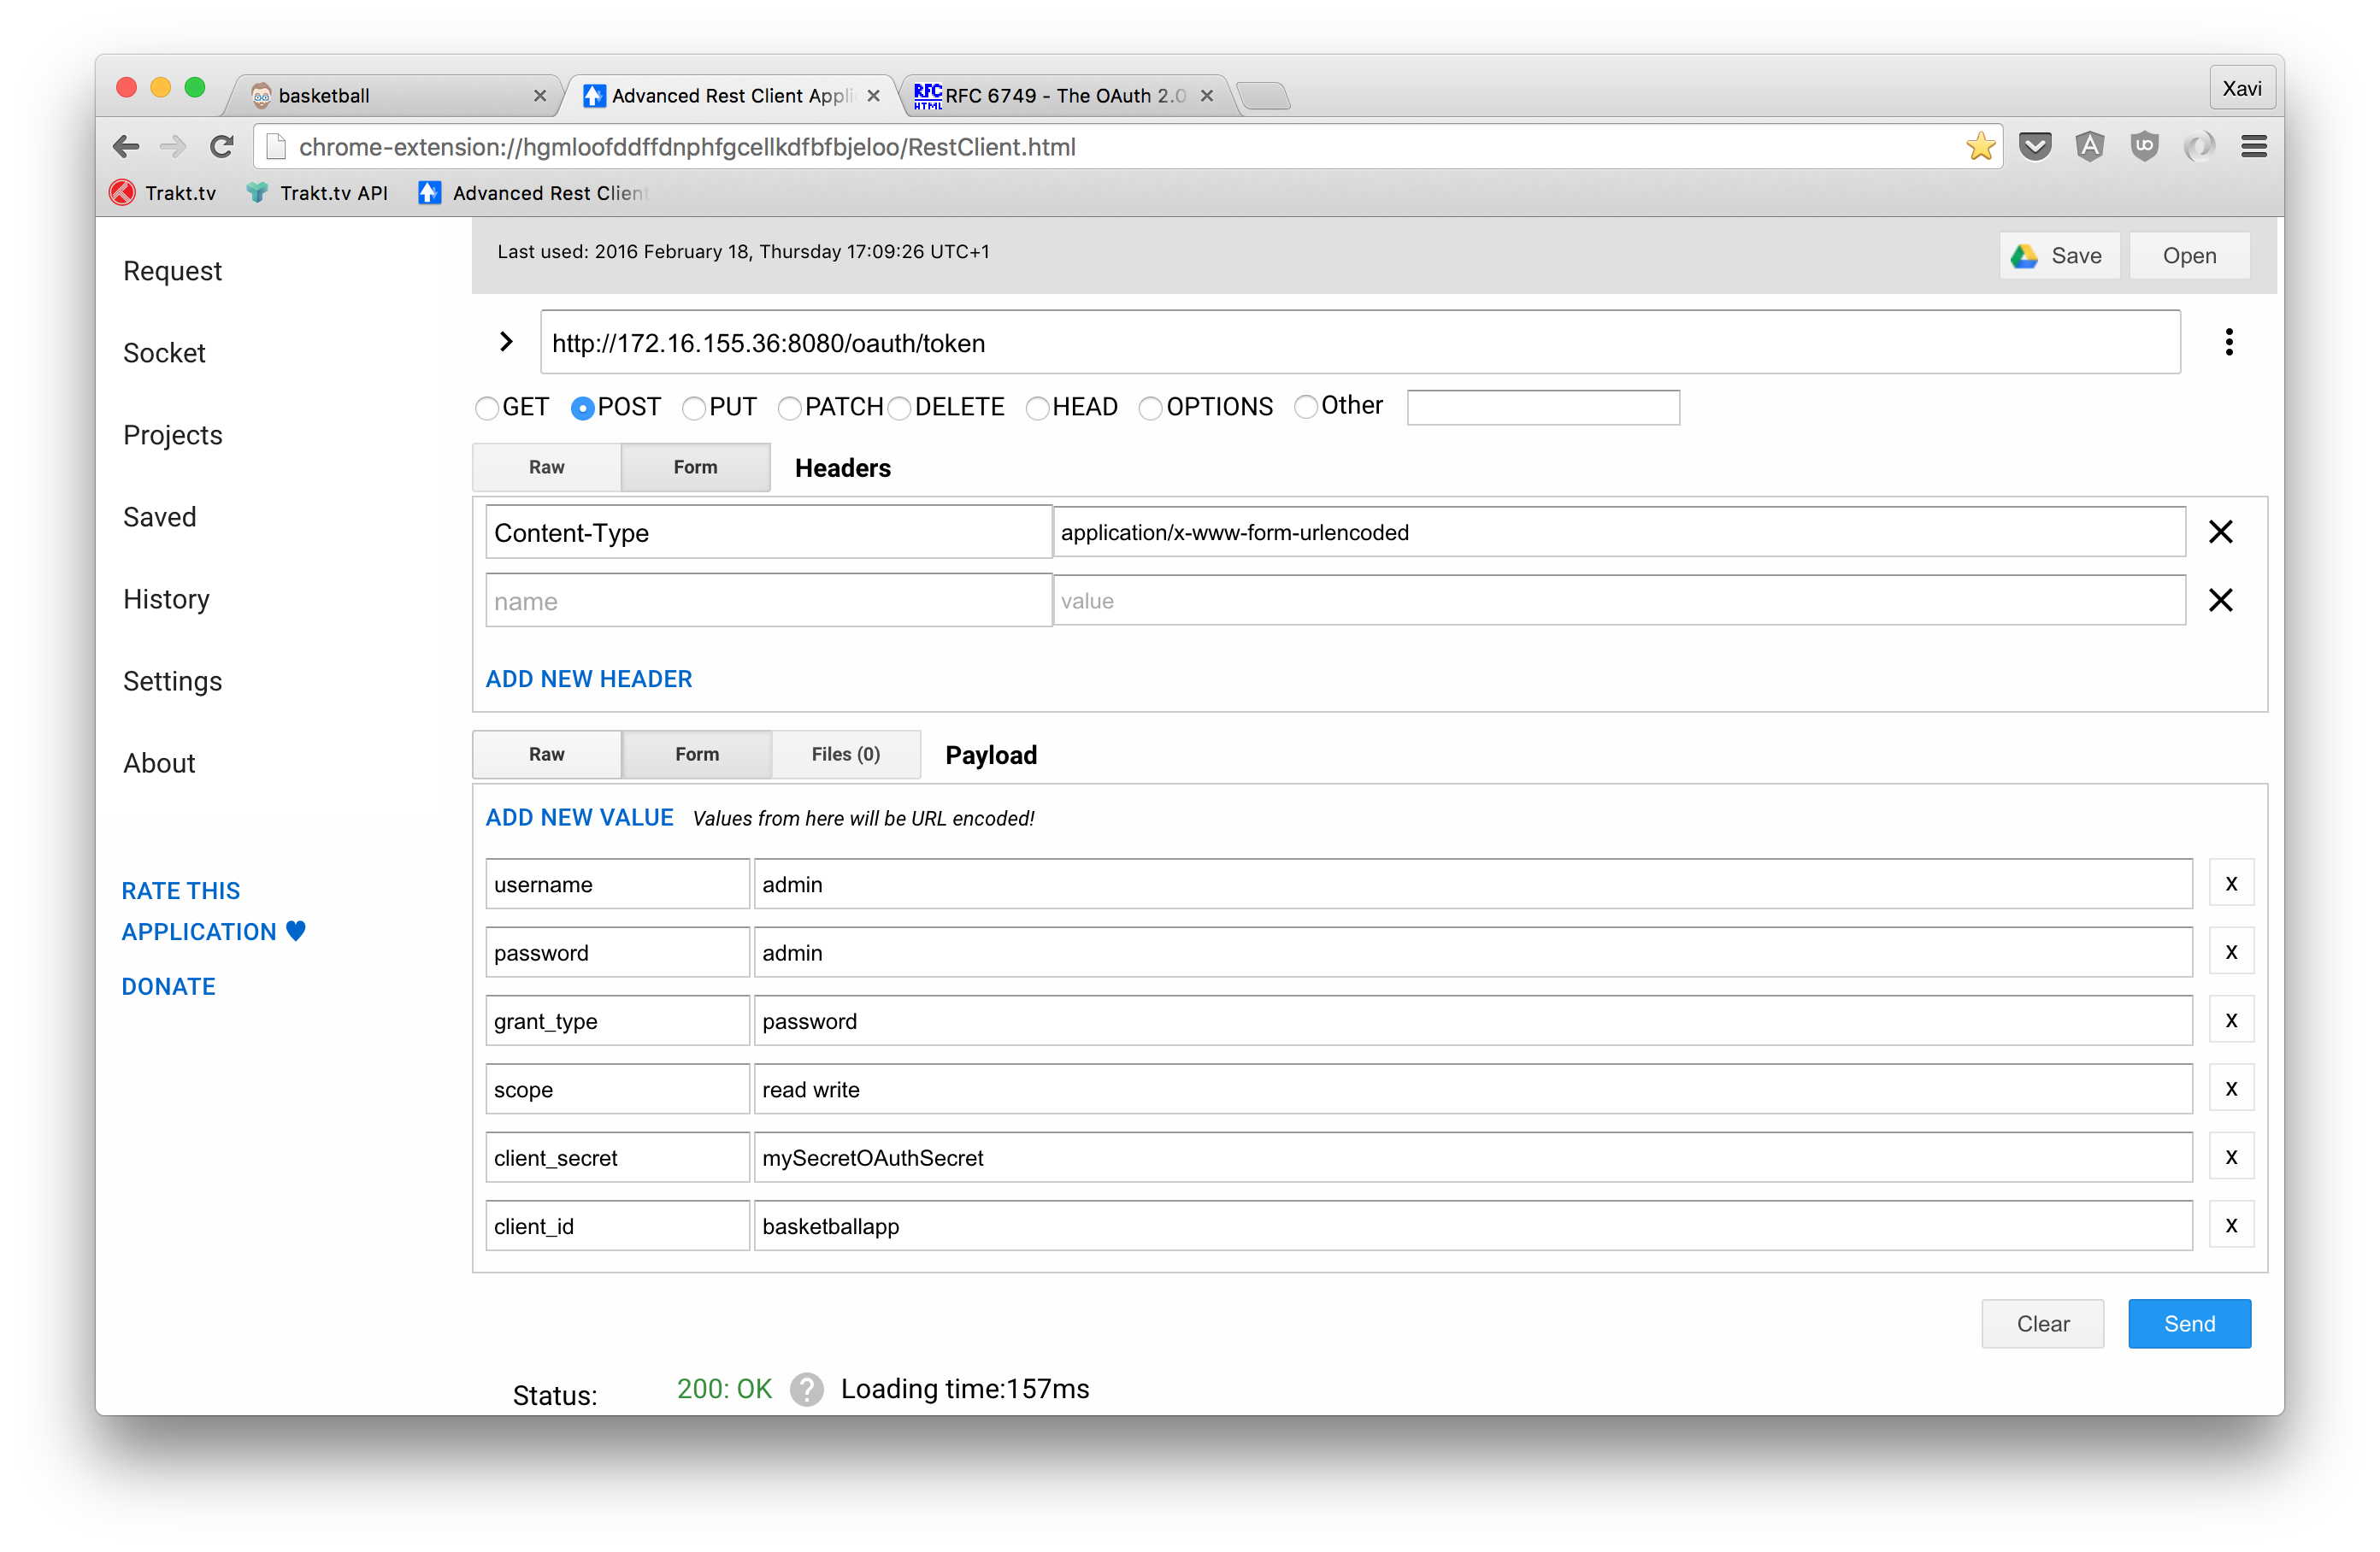 basketball
Advanced Rest Client Appli
RFC HTML RFC 6749 - The OAuth 2.0
Xavi
chrome-extension://hgmloofddffdnphfgcellkdfbfbjeloo/RestClient.html
Trakt.tv
Trakt.tv API
Advanced Rest Client
Request
Socket
Projects
Saved
History
Settings
About
RATE THIS
APPLICATION
DONATE
Last used: 2016 February 18, Thursday 17:09:26 UTC+1
Save
Open
http://172.16.155.36:8080/oauth/token
GET POST PUT PATCH DELETE HEAD OPTIONS Other
Raw Form Headers
Content-Type application/x-www-form-urlencoded
name value
ADD NEW HEADER
Raw Form Files (0) Payload
ADD NEW VALUE Values from here will be URL encoded!
username admin x
password admin x
grant_type password x
scope read write x
client_secret mySecretOAuthSecret x
client_id basketballapp x
Clear Send
Status: 200: OK ? Loading time:157ms